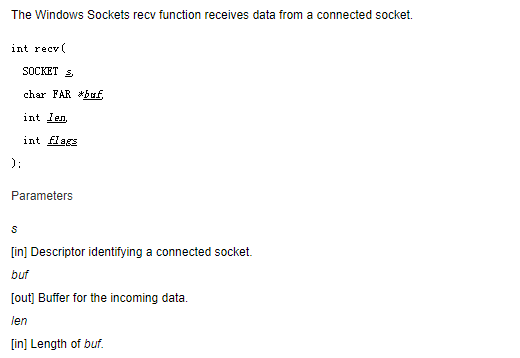 The Windows Sockets recv function receives data from a connected socket.
int recv(
SOCKET s,
char FAR *buf,
int len,
int flags
);
Parameters
s
[in] Descriptor identifying a connected socket.
buf
[out] Buffer for the incoming data.
len
[in] Length of buf.